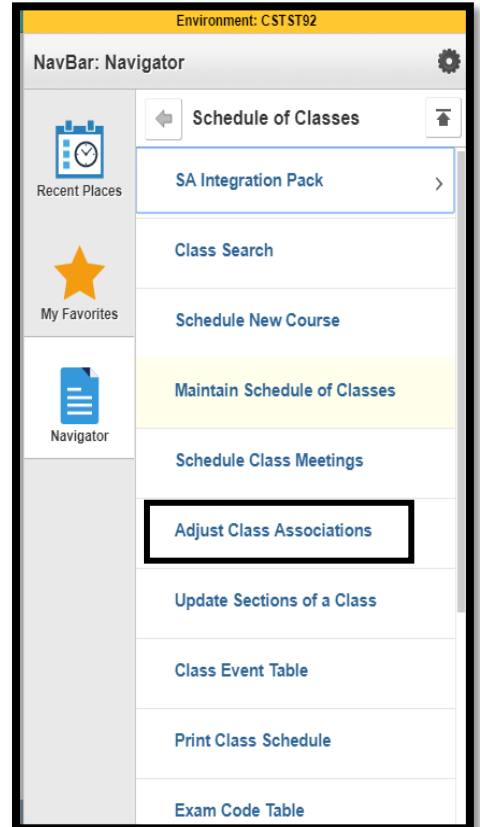 Environment: CSTST92
NavBar: Navigator
Schedule of Classes
Recent Places
My Favorites
Navigator
SA Integration Pack
Class Search
Schedule New Course
Maintain Schedule of Classes
Schedule Class Meetings
Adjust Class Associations
Update Sections of a Class
Class Event Table
Print Class Schedule
Exam Code Table